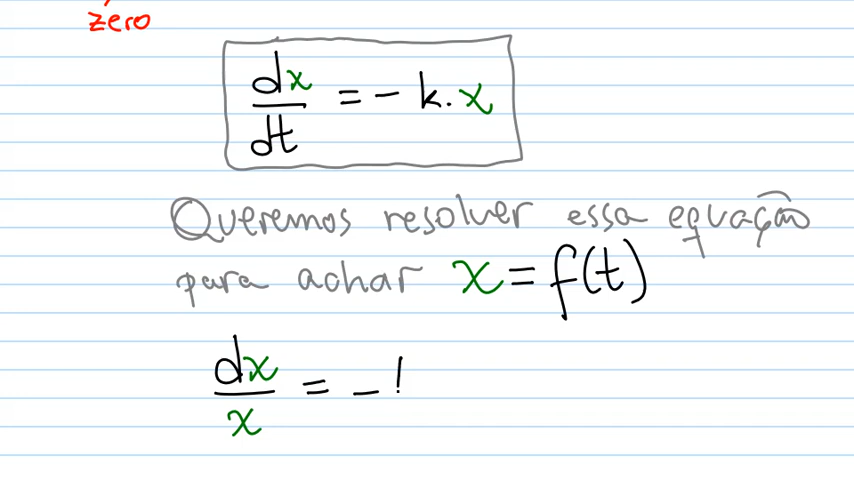 zero
dx/dt = - k . x
Queremos resolver essa equação
para achar x = f(t)
dx/x = -